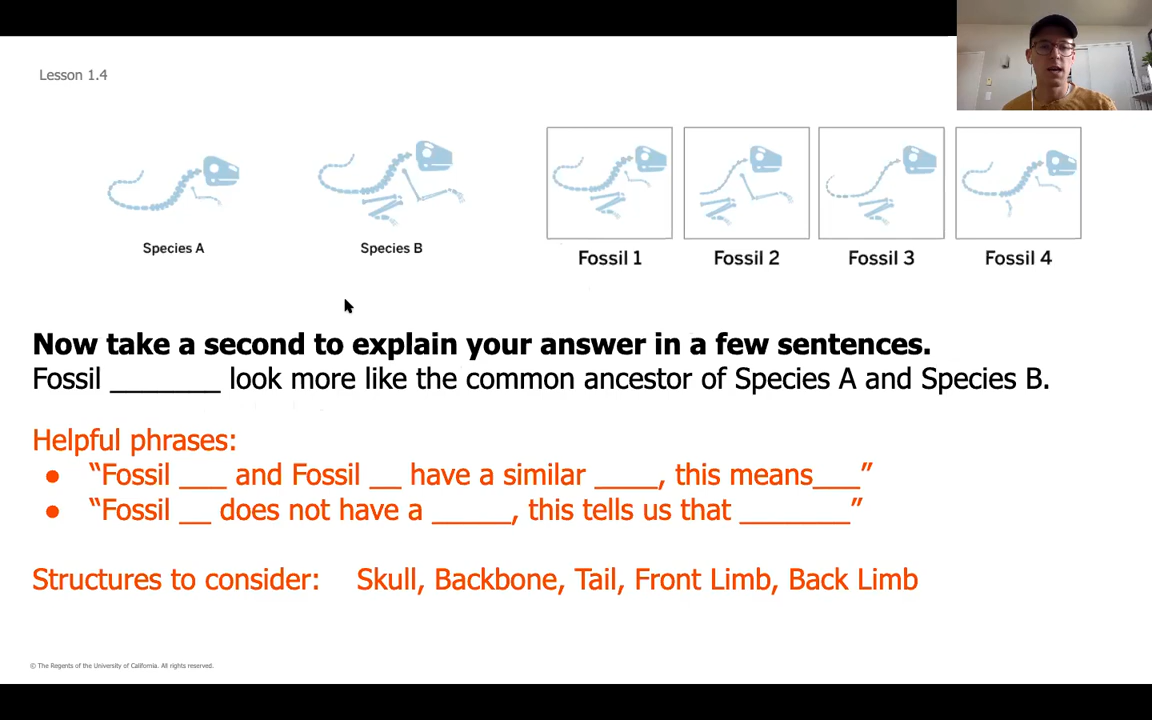 Lesson 1.4
Species A
Species B
Fossil 1
Fossil 2
Fossil 3
Fossil 4
Now take a second to explain your answer in a few sentences.
Fossil _______ look more like the common ancestor of Species A and Species B.
Helpful phrases:
● “Fossil ___ and Fossil __ have a similar ____, this means___”
● “Fossil __ does not have a _____, this tells us that _______”
Structures to consider: Skull, Backbone, Tail, Front Limb, Back Limb
© The Regents of the University of California. All rights reserved.